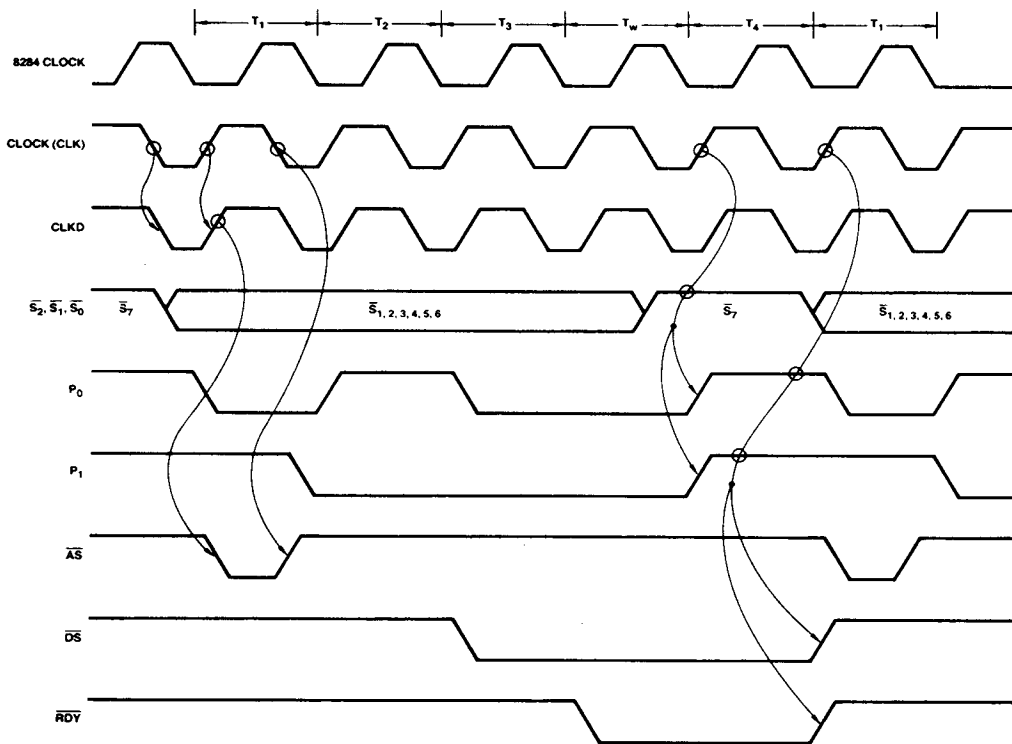 T₁ T₂ T₃ T_w T₄ T₁
8284 CLOCK
CLOCK (CLK)
CLKD
S̅₂, S̅₁, S̅₀ S̅₇ S̅₁, ₂, ₃, ₄, ₅, ₆ S̅₇ S̅₁, ₂, ₃, ₄, ₅, ₆
P₀
P₁
A̅S̅
D̅S̅
R̅D̅Y̅